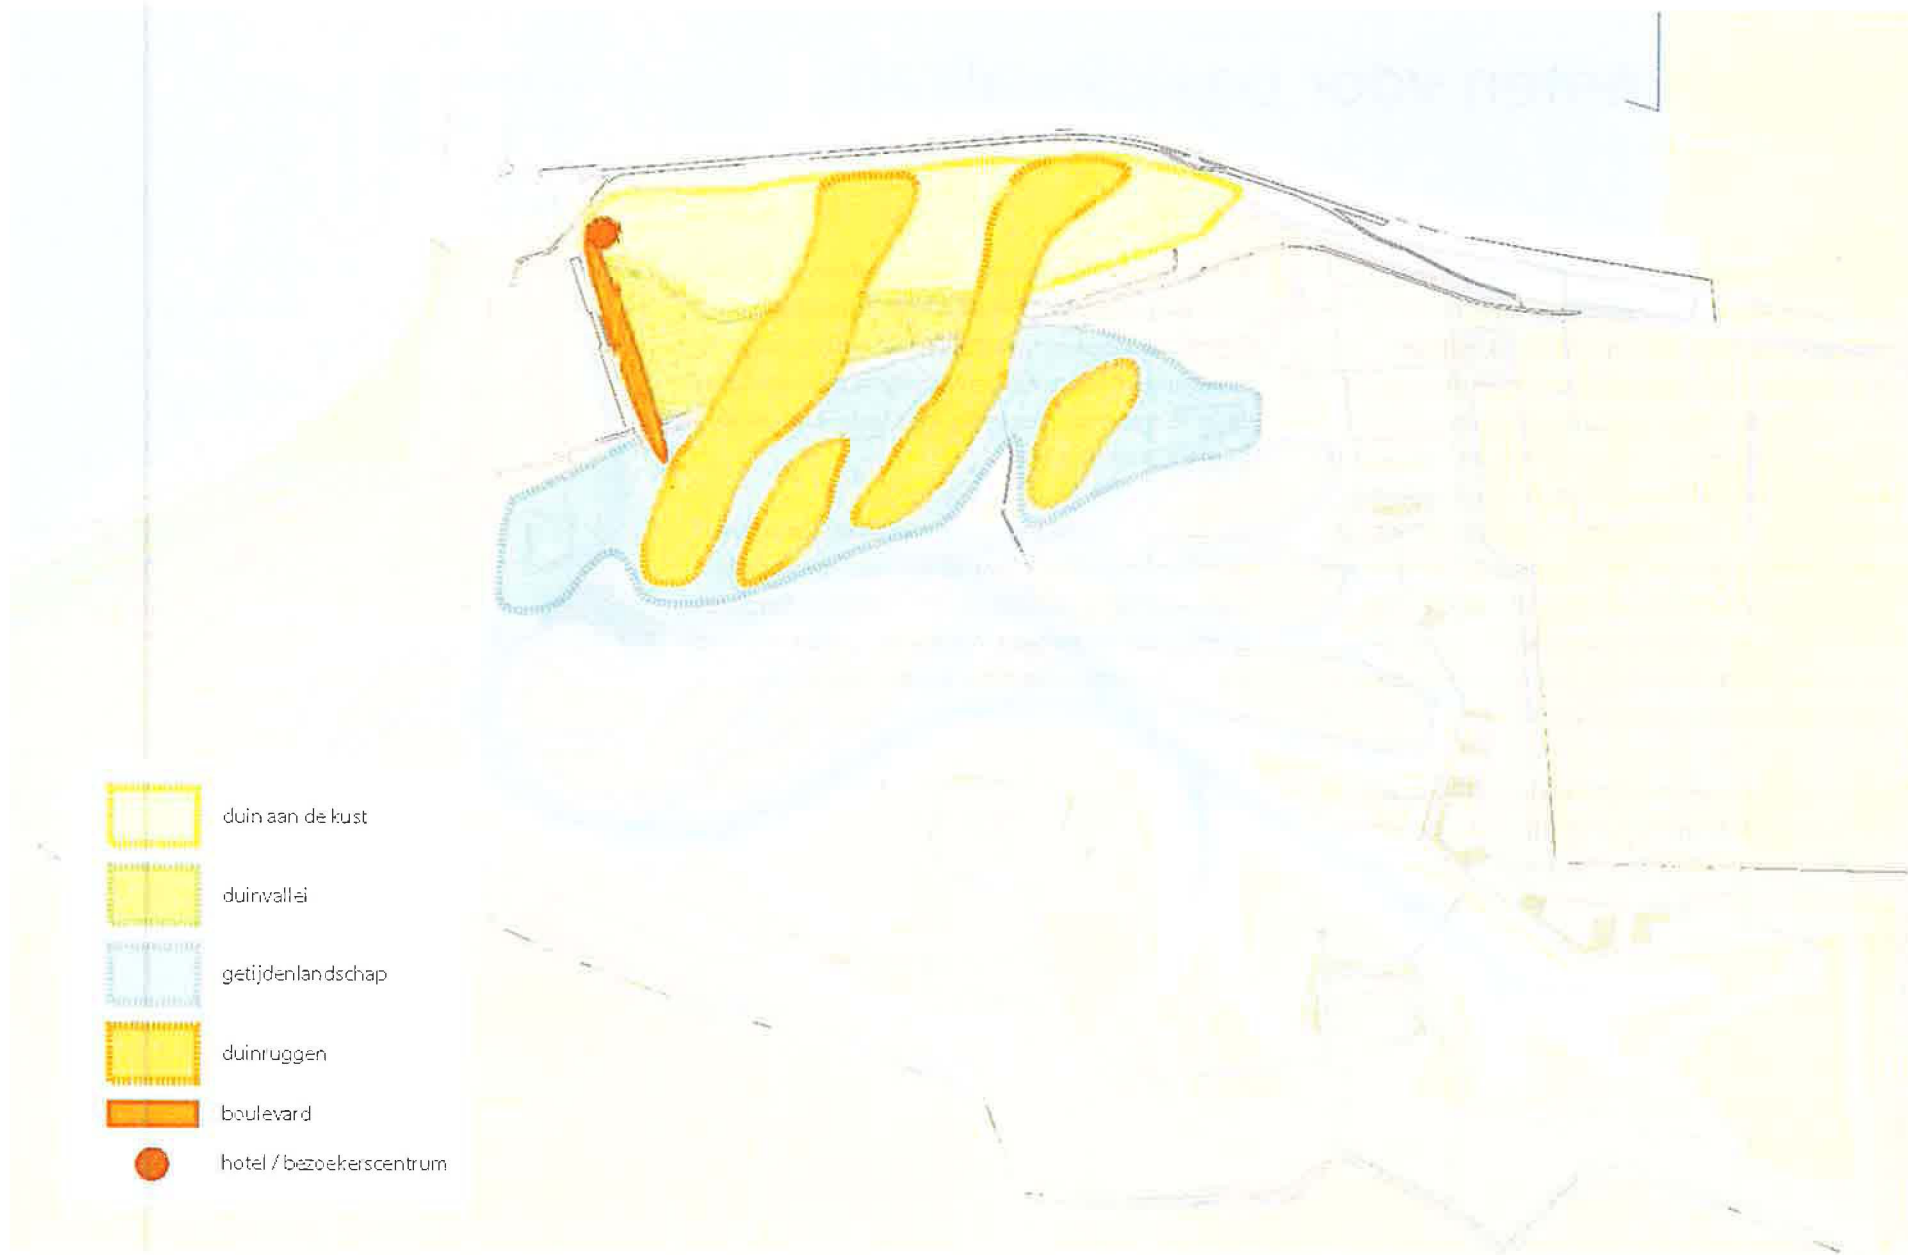 duin aan de kust
duinvallei
getijdenlandschap
duinruggen
boulevard
hotel / bezoekerscentrum